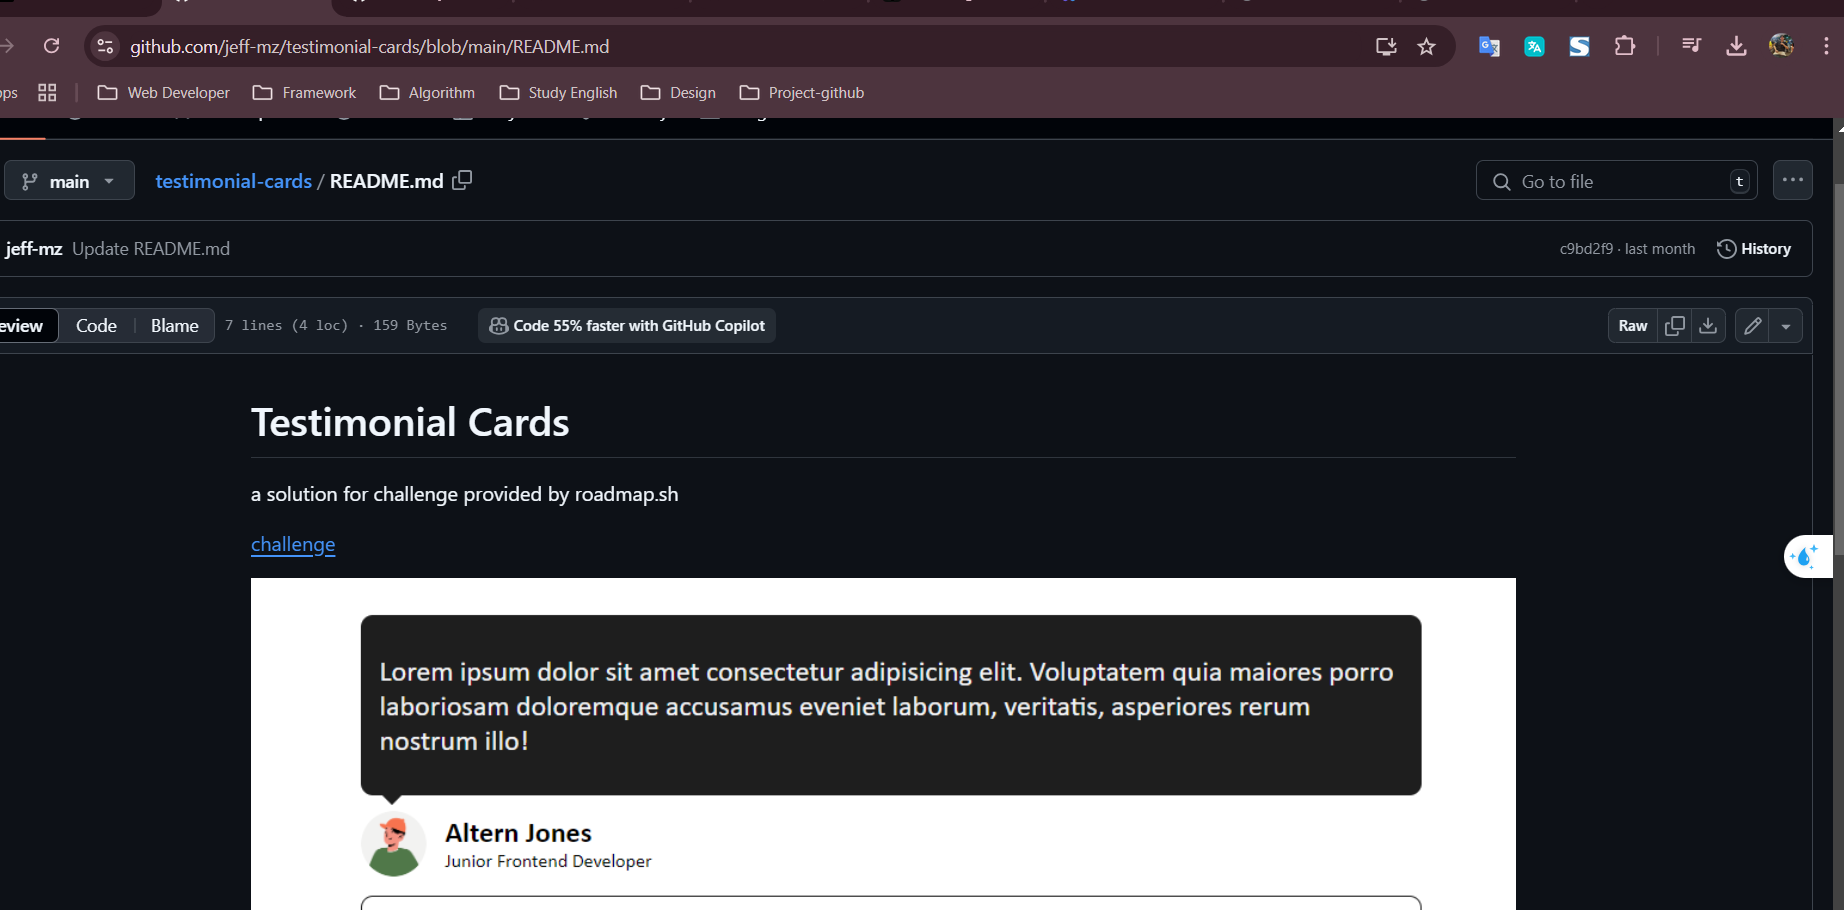 github.com/jeff-mz/testimonial-cards/blob/main/README.md
Web Developer Framework Algorithm Study English Design Project-github
main testimonial-cards / README.md Go to file t
jeff-mz Update README.md c9bd2f9 · last month History
Code Blame 7 lines (4 loc) · 159 Bytes Code 55% faster with GitHub Copilot Raw
Testimonial Cards
a solution for challenge provided by roadmap.sh
challenge
Lorem ipsum dolor sit amet consectetur adipisicing elit. Voluptatem quia maiores porro
laboriosam doloremque accusamus eveniet laborum, veritatis, asperiores rerum
nostrum illo!
Altern Jones
Junior Frontend Developer